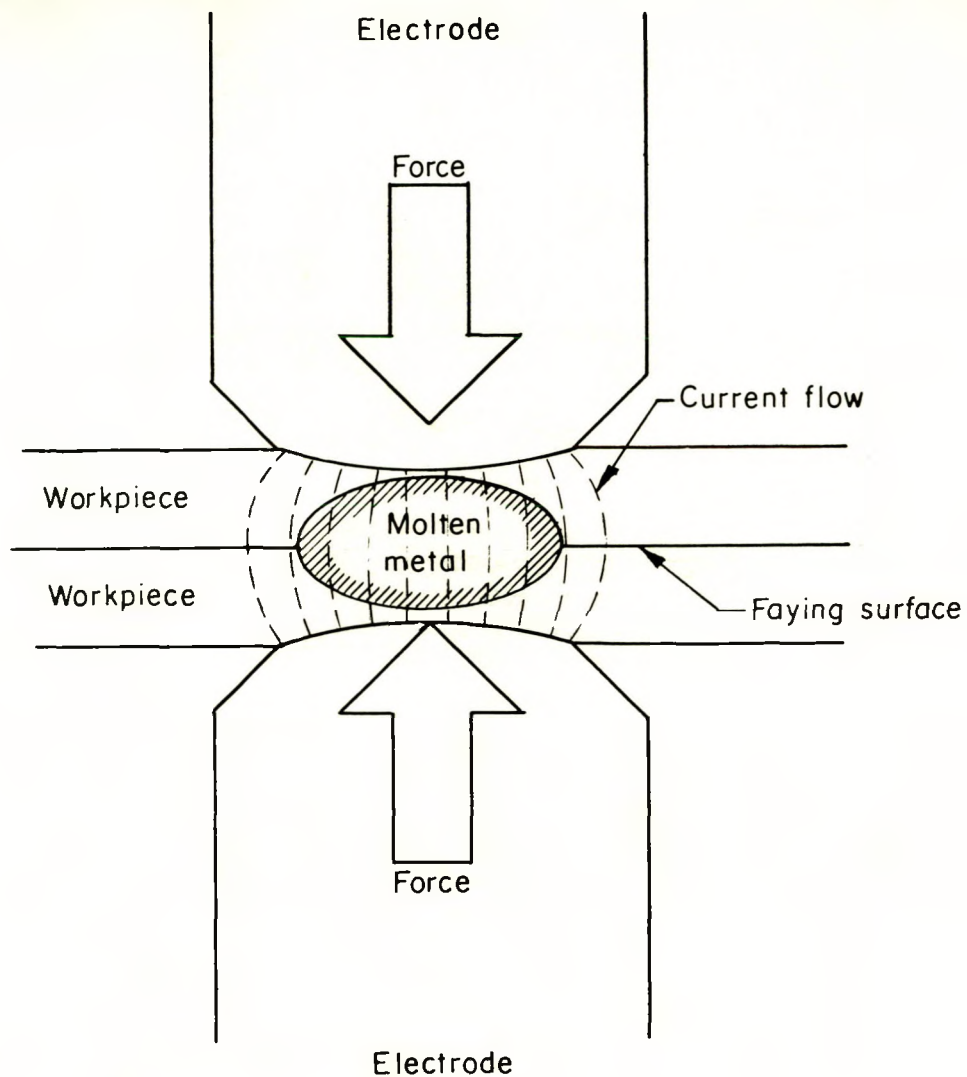 Electrode
Force
Current flow
Workpiece
Molten
metal
Workpiece
Faying surface
Force
Electrode